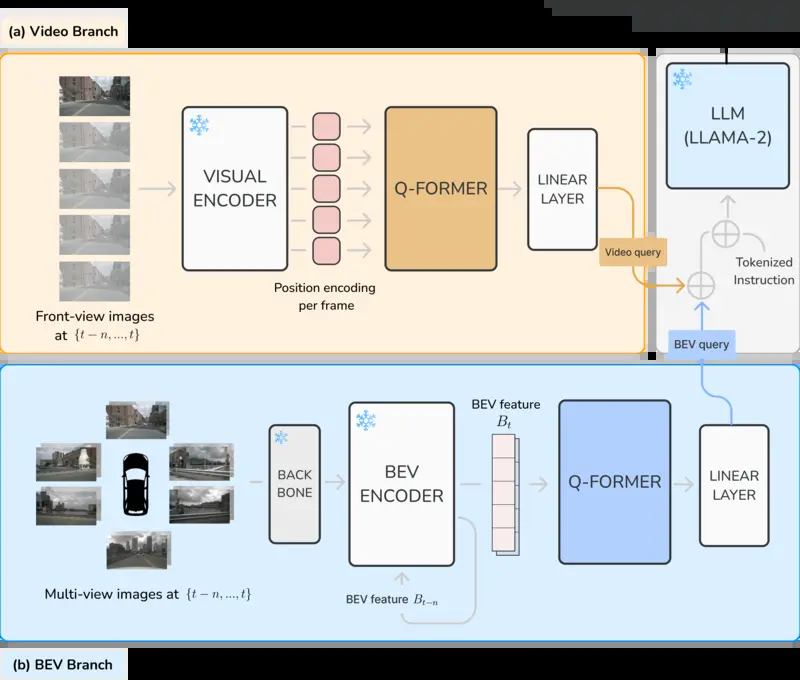 (a) Video Branch
VISUAL
ENCODER
Q-FORMER
LINEAR
LAYER
Video query
Position encoding
per frame
Front-view images
at {t − n, ..., t}
LLM
(LLAMA-2)
Tokenized
Instruction
BEV query
BEV feature
B_t
BACK
BONE
BEV
ENCODER
Q-FORMER
LINEAR
LAYER
BEV feature B_{t−n}
Multi-view images at {t − n, ..., t}
(b) BEV Branch